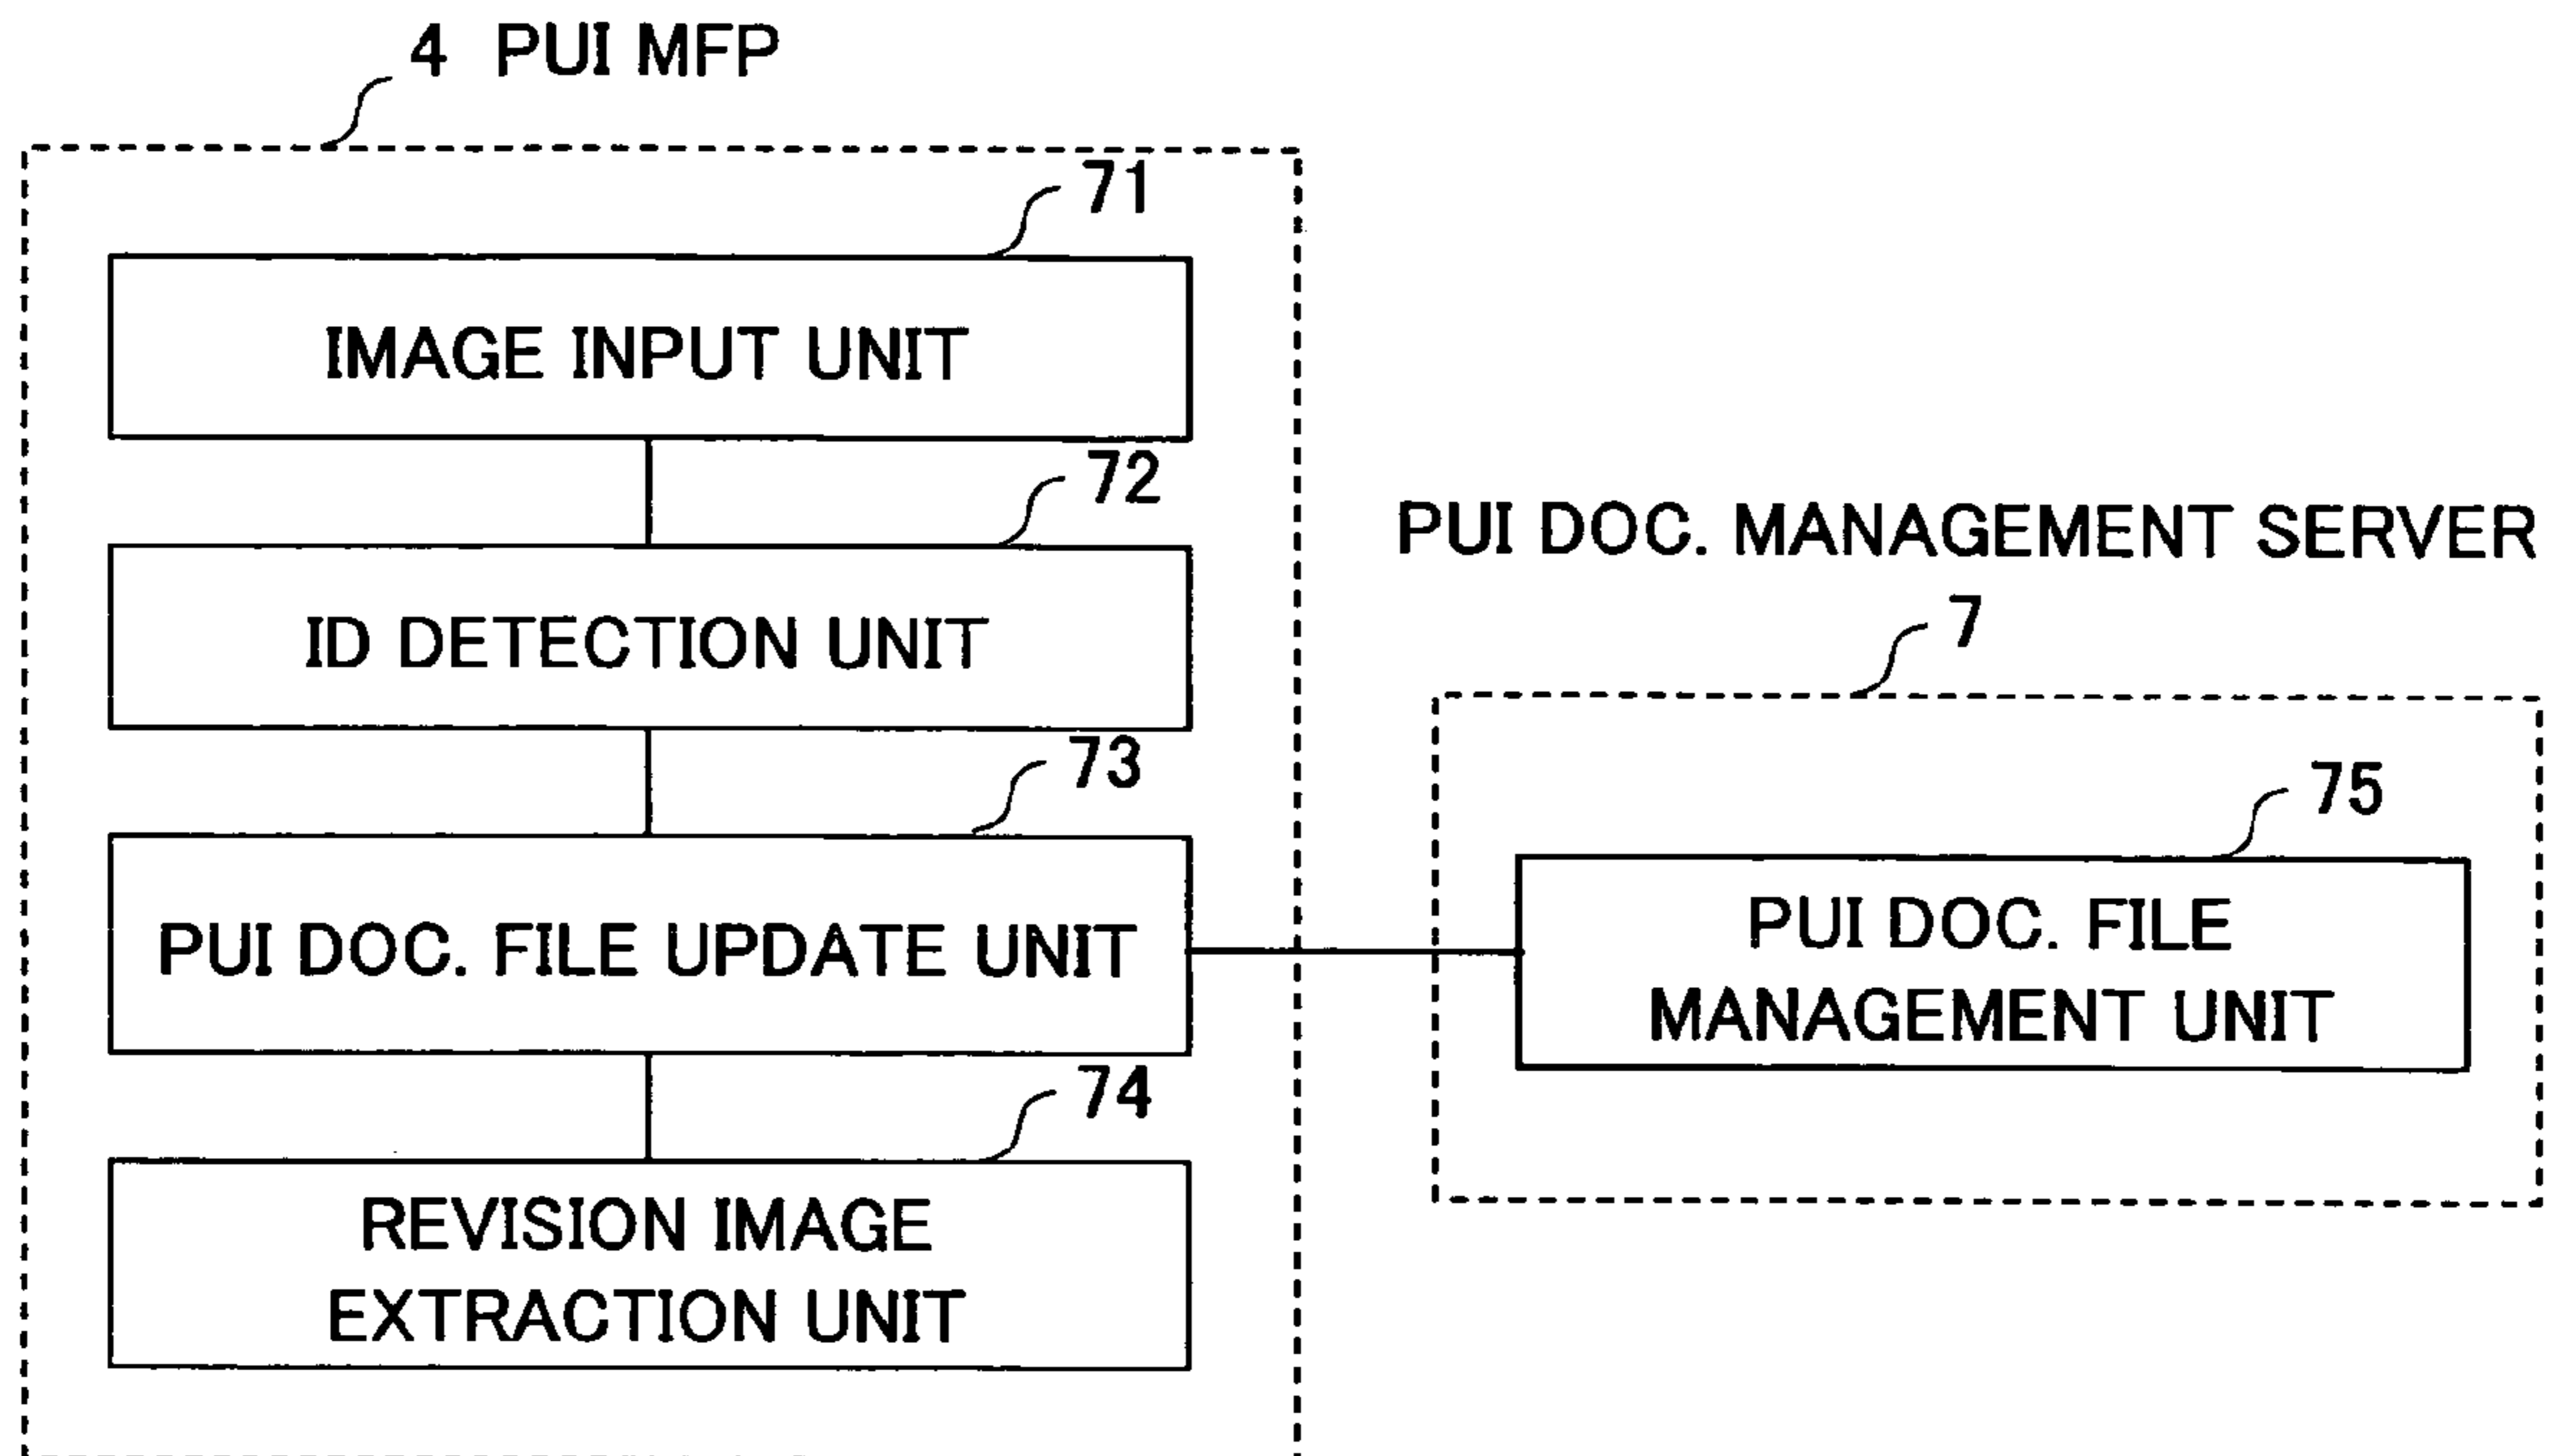 4 PUI MFP
71
IMAGE INPUT UNIT
72
ID DETECTION UNIT
73
PUI DOC. FILE UPDATE UNIT
74
REVISION IMAGE
EXTRACTION UNIT
PUI DOC. MANAGEMENT SERVER
7
75
PUI DOC. FILE
MANAGEMENT UNIT